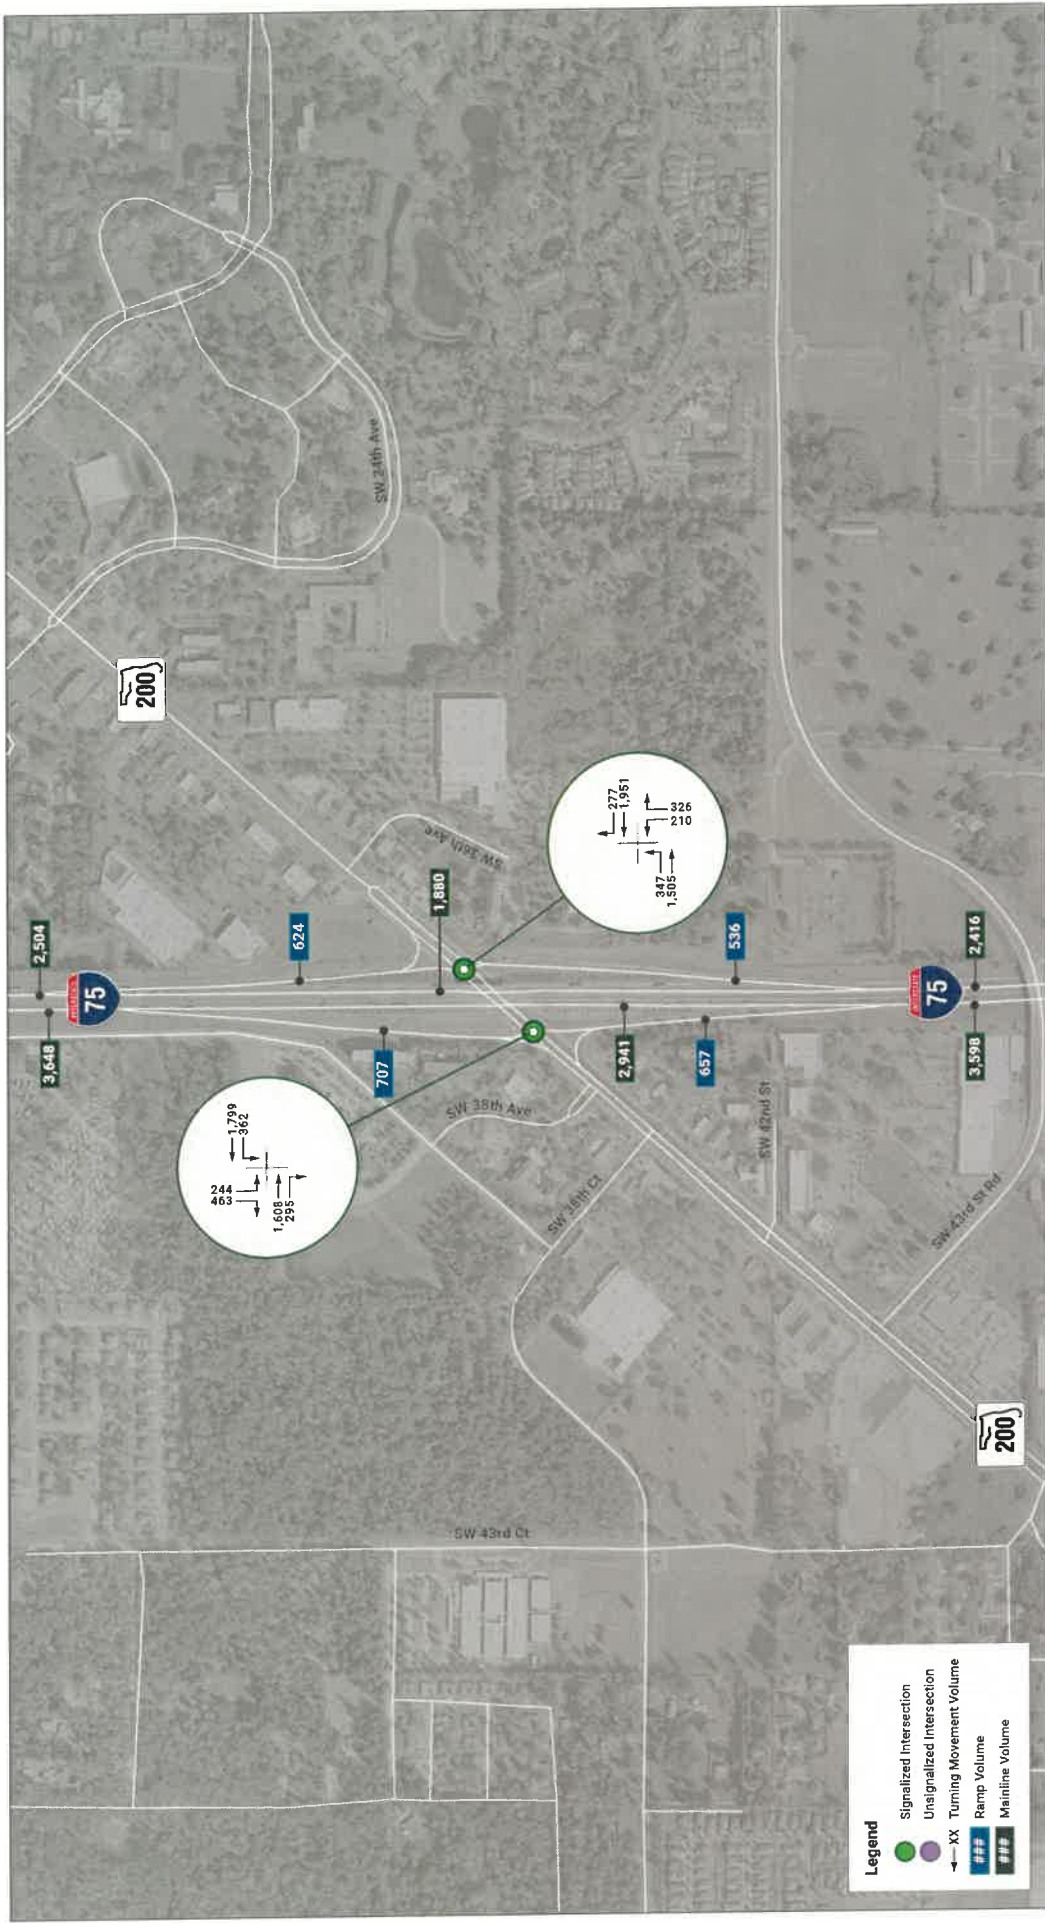 2,504
3,648
INTERSTATE
75
624
707
1,880
2,941
536
657
INTERSTATE
75
2,416
3,598
200
200
SW 24th Ave
SW 36th Ave
SW 38th Ave
SW 38th Ct
SW 42nd St
SW 43rd St Rd
SW 43rd Ct
244
463
1,799
362
1,608
295
277
1,951
347
1,505
326
210
Legend
Signalized Intersection
Unsignalized Intersection
XX Turning Movement Volume
### Ramp Volume
### Mainline Volume